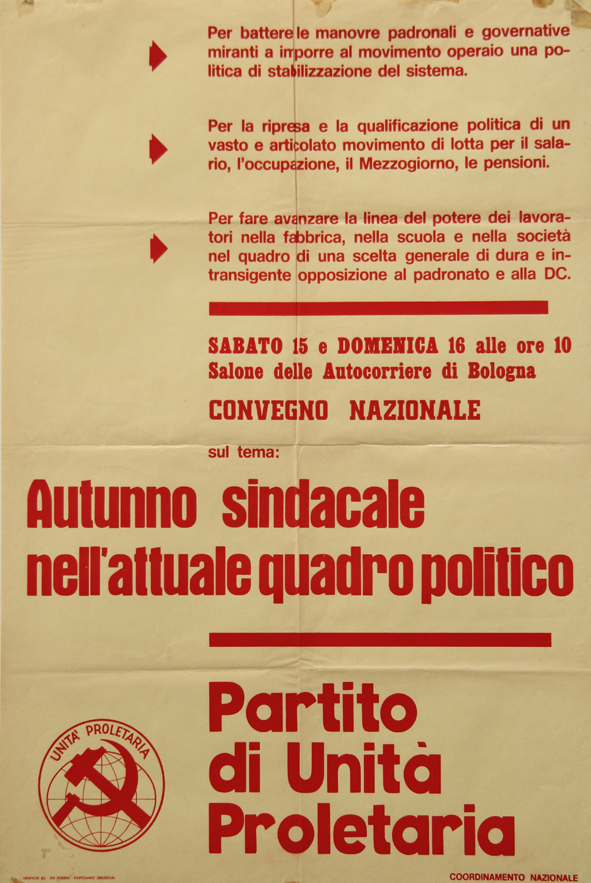 Per battere le manovre padronali e governative
miranti a imporre al movimento operaio una po-
litica di stabilizzazione del sistema.
Per la ripresa e la qualificazione politica di un
vasto e articolato movimento di lotta per il sala-
rio, l'occupazione, il Mezzogiorno, le pensioni.
Per fare avanzare la linea del potere dei lavora-
tori nella fabbrica, nella scuola e nella società
nel quadro di una scelta generale di dura e in-
transigente opposizione al padronato e alla DC.
SABATO 15 e DOMENICA 16 alle ore 10
Salone delle Autocorriere di Bologna
CONVEGNO NAZIONALE
sul tema:
Autunno sindacale
nell'attuale quadro politico
Partito
di Unità
Proletaria
UNITA' PROLETARIA
COORDINAMENTO NAZIONALE